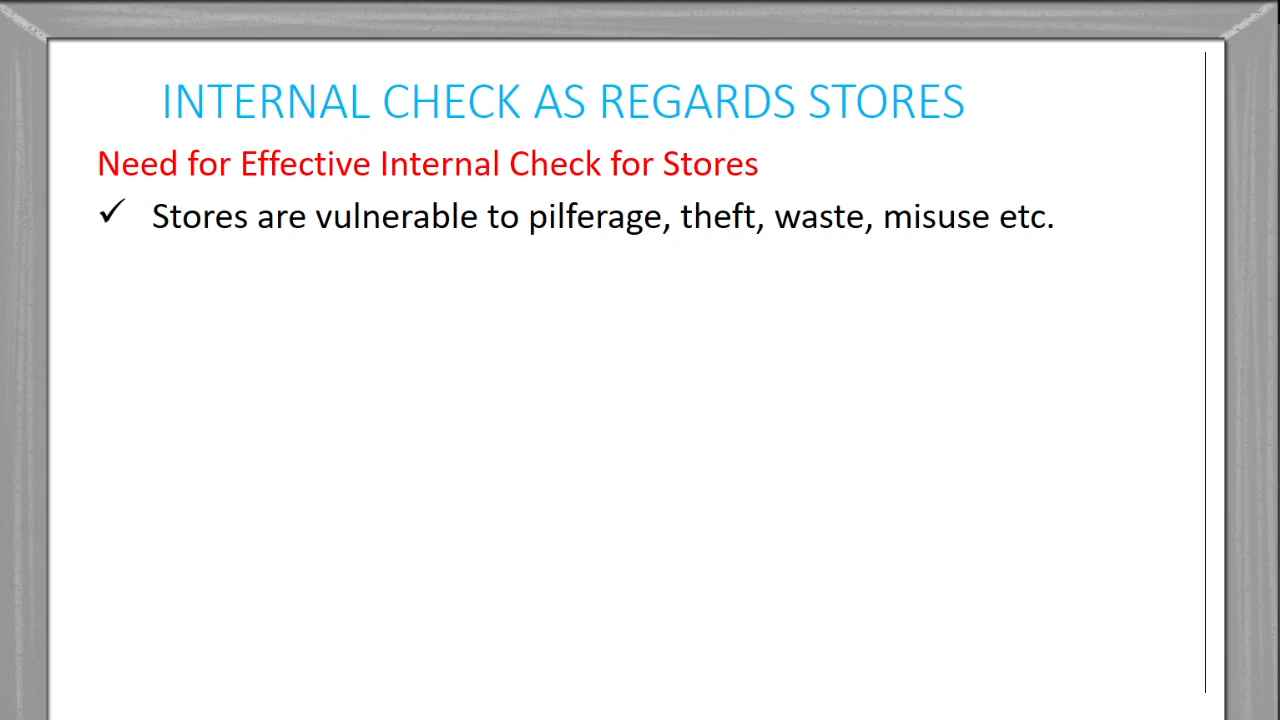 INTERNAL CHECK AS REGARDS STORES
Need for Effective Internal Check for Stores
✓ Stores are vulnerable to pilferage, theft, waste, misuse etc.